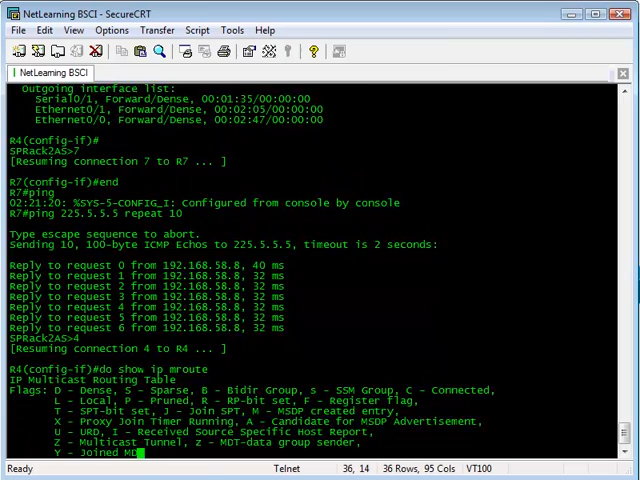 NetLearning BSCI - SecureCRT
File Edit View Options Transfer Script Tools Help
NetLearning BSCI
Outgoing interface list:
Serial0/1, Forward/Dense, 00:01:35/00:00:00
Ethernet0/1, Forward/Dense, 00:02:05/00:00:00
Ethernet0/0, Forward/Dense, 00:02:47/00:00:00
R4(config-if)#
SPRack2AS>7
[Resuming connection 7 to R7 ... ]
R7(config-if)#end
R7#ping
02:21:20: %SYS-5-CONFIG_I: Configured from console by console
R7#ping 225.5.5.5 repeat 10
Type escape sequence to abort.
Sending 10, 100-byte ICMP Echos to 225.5.5.5, timeout is 2 seconds:
Reply to request 0 from 192.168.58.8, 40 ms
Reply to request 1 from 192.168.58.8, 32 ms
Reply to request 2 from 192.168.58.8, 32 ms
Reply to request 3 from 192.168.58.8, 32 ms
Reply to request 4 from 192.168.58.8, 32 ms
Reply to request 5 from 192.168.58.8, 32 ms
Reply to request 6 from 192.168.58.8, 32 ms
SPRack2AS>4
[Resuming connection 4 to R4 ... ]
R4(config-if)#do show ip mroute
IP Multicast Routing Table
Flags: D - Dense, S - Sparse, B - Bidir Group, s - SSM Group, C - Connected,
L - Local, P - Pruned, R - RP-bit set, F - Register flag,
T - SPT-bit set, J - Join SPT, M - MSDP created entry,
X - Proxy Join Timer Running, A - Candidate for MSDP Advertisement,
U - URD, I - Received Source Specific Host Report,
Z - Multicast Tunnel, z - MDT-data group sender,
Y - Joined MD
Ready Telnet 36, 14 36 Rows, 95 Cols VT100